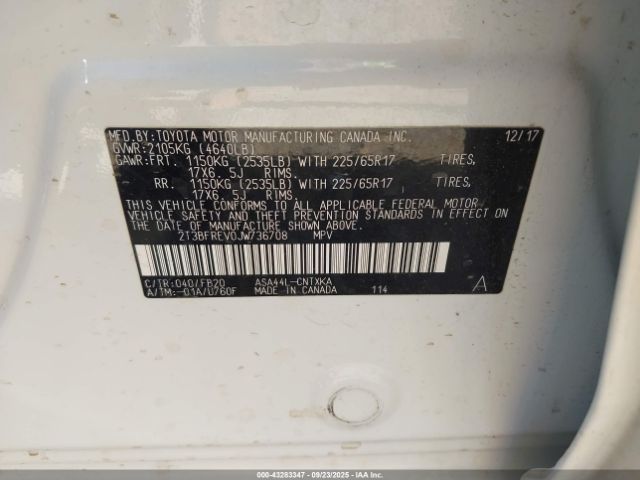 MFD.BY:TOYOTA MOTOR MANUFACTURING CANADA INC. 12/17
GVWR:2105KG (4640LB)
GAWR:FRT. 1150KG (2535LB) WITH 225/65R17 TIRES,
17X6.5J RIMS.
RR. 1150KG (2535LB) WITH 225/65R17 TIRES,
17X6.5J RIMS.
THIS VEHICLE CONFORMS TO ALL APPLICABLE FEDERAL MOTOR
VEHICLE SAFETY AND THEFT PREVENTION STANDARDS IN EFFECT ON
THE DATE OF MANUFACTURE SHOWN ABOVE.
2T3BFREV0JW736708 MPV
C/TR:040/FB20 ASA44L-CNTXKA A
A/TM:-01A/U760F MADE IN CANADA 114
000-43283347 - 09/23/2025 - Copart